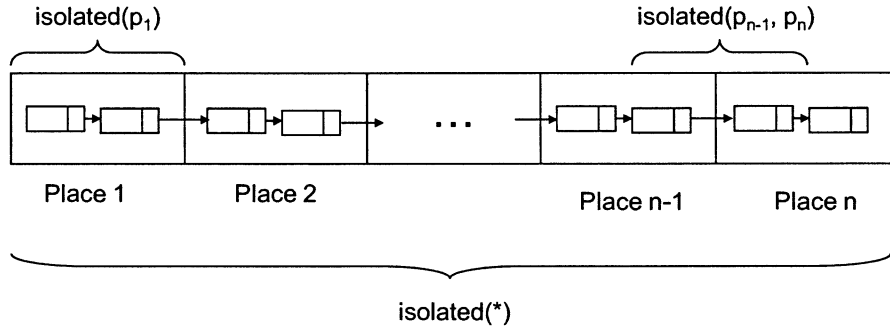 isolated(p₁)
isolated(pₙ₋₁, pₙ)
...
Place 1
Place 2
Place n-1
Place n
isolated(*)